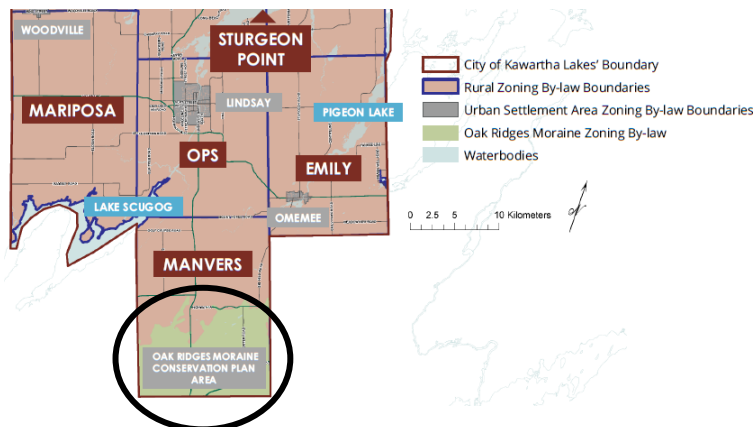 WOODVILLE
STURGEON
POINT
MARIPOSA
LINDSAY
PIGEON LAKE
OPS
EMILY
LAKE SCUGOG
OMEMEE
MANVERS
OAK RIDGES MORAINE
CONSERVATION PLAN
AREA
City of Kawartha Lakes' Boundary
Rural Zoning By-law Boundaries
Urban Settlement Area Zoning By-law Boundaries
Oak Ridges Moraine Zoning By-law
Waterbodies
0 2.5 5 10 Kilometers